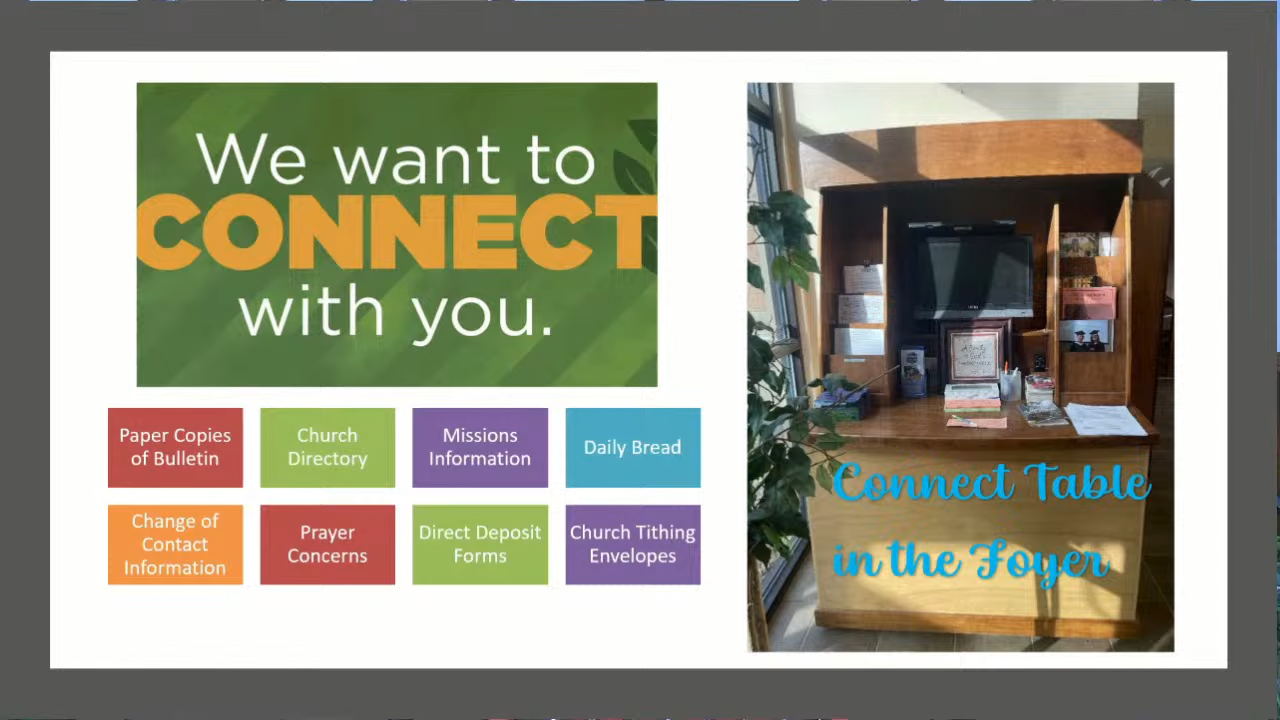 We want to
CONNECT
with you.
Paper Copies
of Bulletin
Church
Directory
Missions
Information
Daily Bread
Change of
Contact
Information
Prayer
Concerns
Direct Deposit
Forms
Church Tithing
Envelopes
Connect Table
in the Foyer